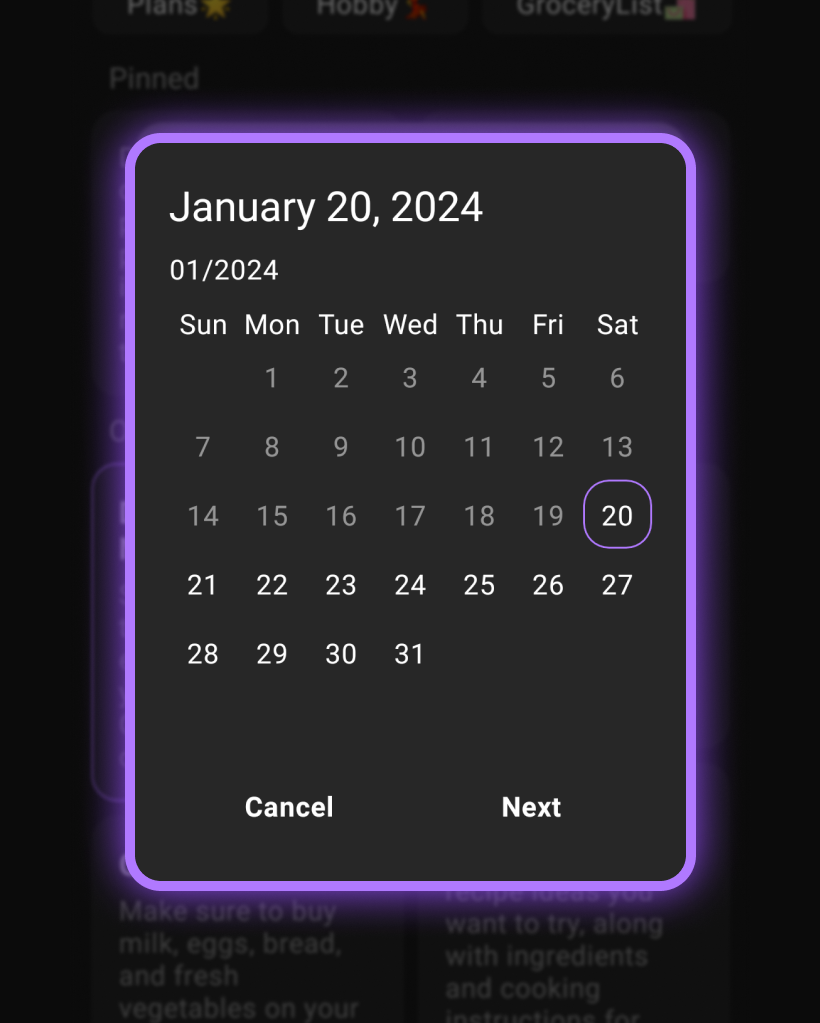 Plans🌟 Hobby💃 GroceryList
Pinned
January 20, 2024
01/2024
Sun Mon Tue Wed Thu Fri Sat
1 2 3 4 5 6
7 8 9 10 11 12 13
14 15 16 17 18 19 20
21 22 23 24 25 26 27
28 29 30 31
Cancel Next
Make sure to buy
milk, eggs, bread,
and fresh
vegetables on your
recipe ideas you
want to try, along
with ingredients
and cooking
instructions for